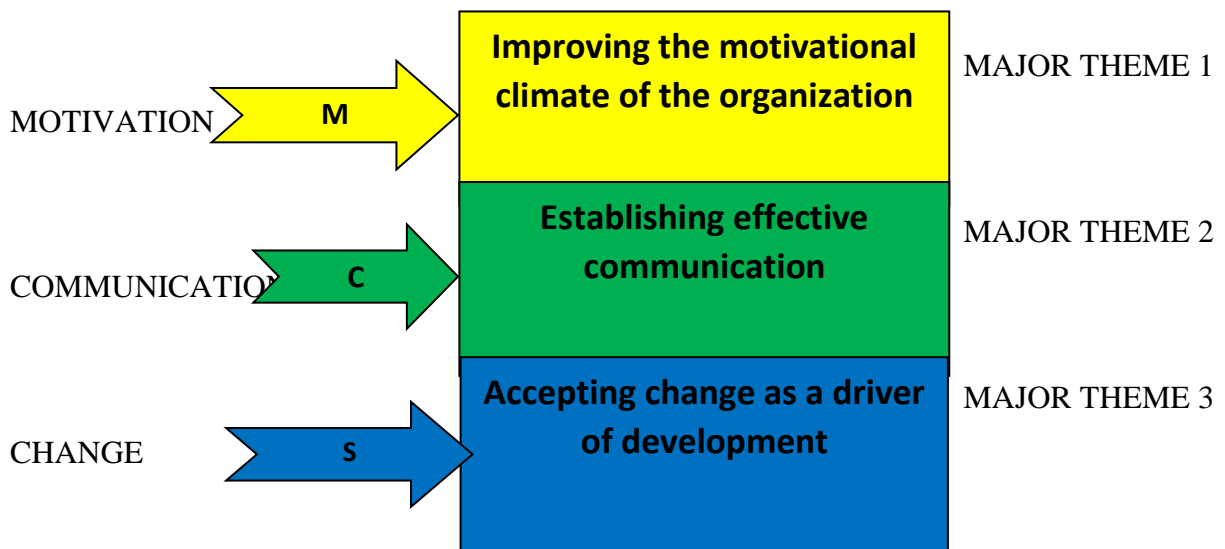 Improving the motivational
climate of the organization
MAJOR THEME 1
MOTIVATION
M
Establishing effective
communication
MAJOR THEME 2
COMMUNICATION
C
Accepting change as a driver
of development
MAJOR THEME 3
CHANGE
S